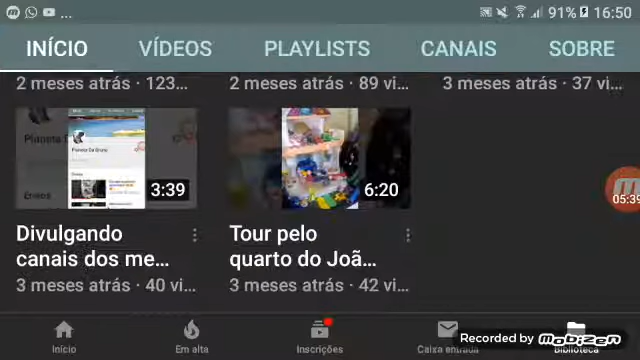 ... 91% 16:50
INÍCIO VÍDEOS PLAYLISTS CANAIS SOBRE
2 meses atrás · 123... 2 meses atrás · 89 vi... 3 meses atrás · 37 vi...
3:39 6:20
05:39
Divulgando canais dos me...
Tour pelo quarto do Joã...
3 meses atrás · 40 vi... 3 meses atrás · 42 vi...
Início Em alta Inscrições Caixa entrada Biblioteca
Recorded by MOBIZEN